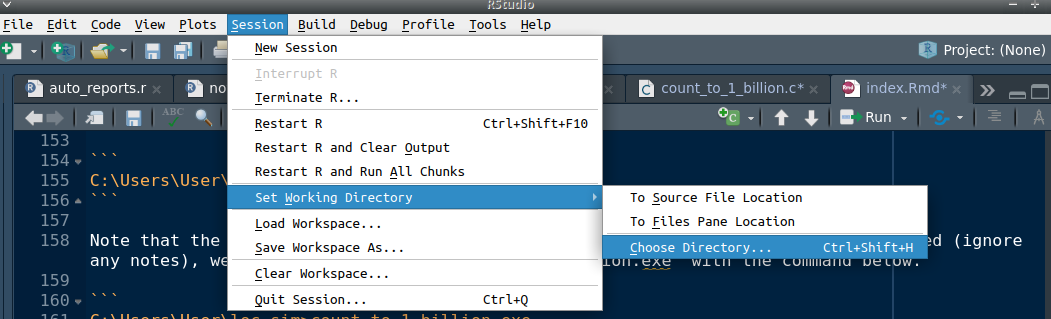 RStudio
File Edit Code View Plots Session Build Debug Profile Tools Help
New Session
Interrupt R
Terminate R...
Restart R Ctrl+Shift+F10
Restart R and Clear Output
Restart R and Run All Chunks
Set Working Directory
To Source File Location
To Files Pane Location
Choose Directory... Ctrl+Shift+H
Load Workspace...
Save Workspace As...
Clear Workspace...
Quit Session... Ctrl+Q
Project: (None)
auto_reports.r no count_to_1_billion.c* index.Rmd*
ABC Run
153
154 ```
155 C:\Users\User\
156 ```
157
158 Note that the ed (ignore
any notes), we ion.exe` with the command below.
159
160 ```
161 C:\Users\User\loc_sim>count_to_1_billion.exe